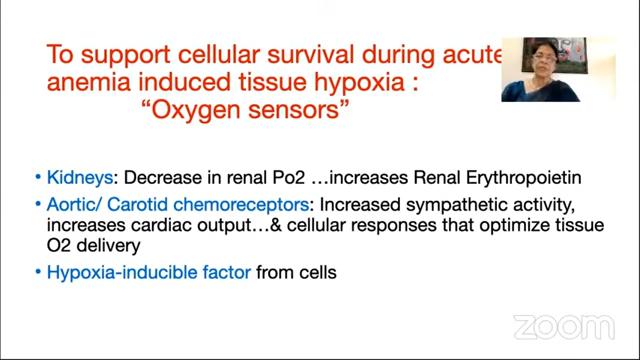 To support cellular survival during acute
anemia induced tissue hypoxia :
“Oxygen sensors”
• Kidneys: Decrease in renal Po2 …increases Renal Erythropoietin
• Aortic/ Carotid chemoreceptors: Increased sympathetic activity,
increases cardiac output…& cellular responses that optimize tissue
O2 delivery
• Hypoxia-inducible factor from cells
zoom